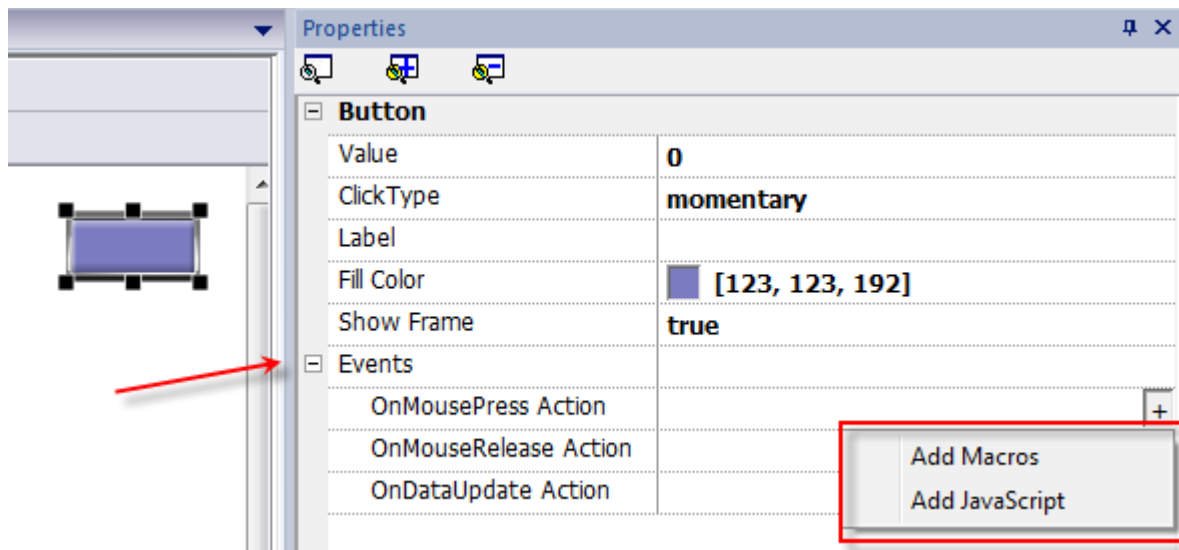 Properties
Button
Value 0
ClickType momentary
Label
Fill Color [123, 123, 192]
Show Frame true
Events
OnMousePress Action +
OnMouseRelease Action
Add Macros
OnDataUpdate Action
Add JavaScript